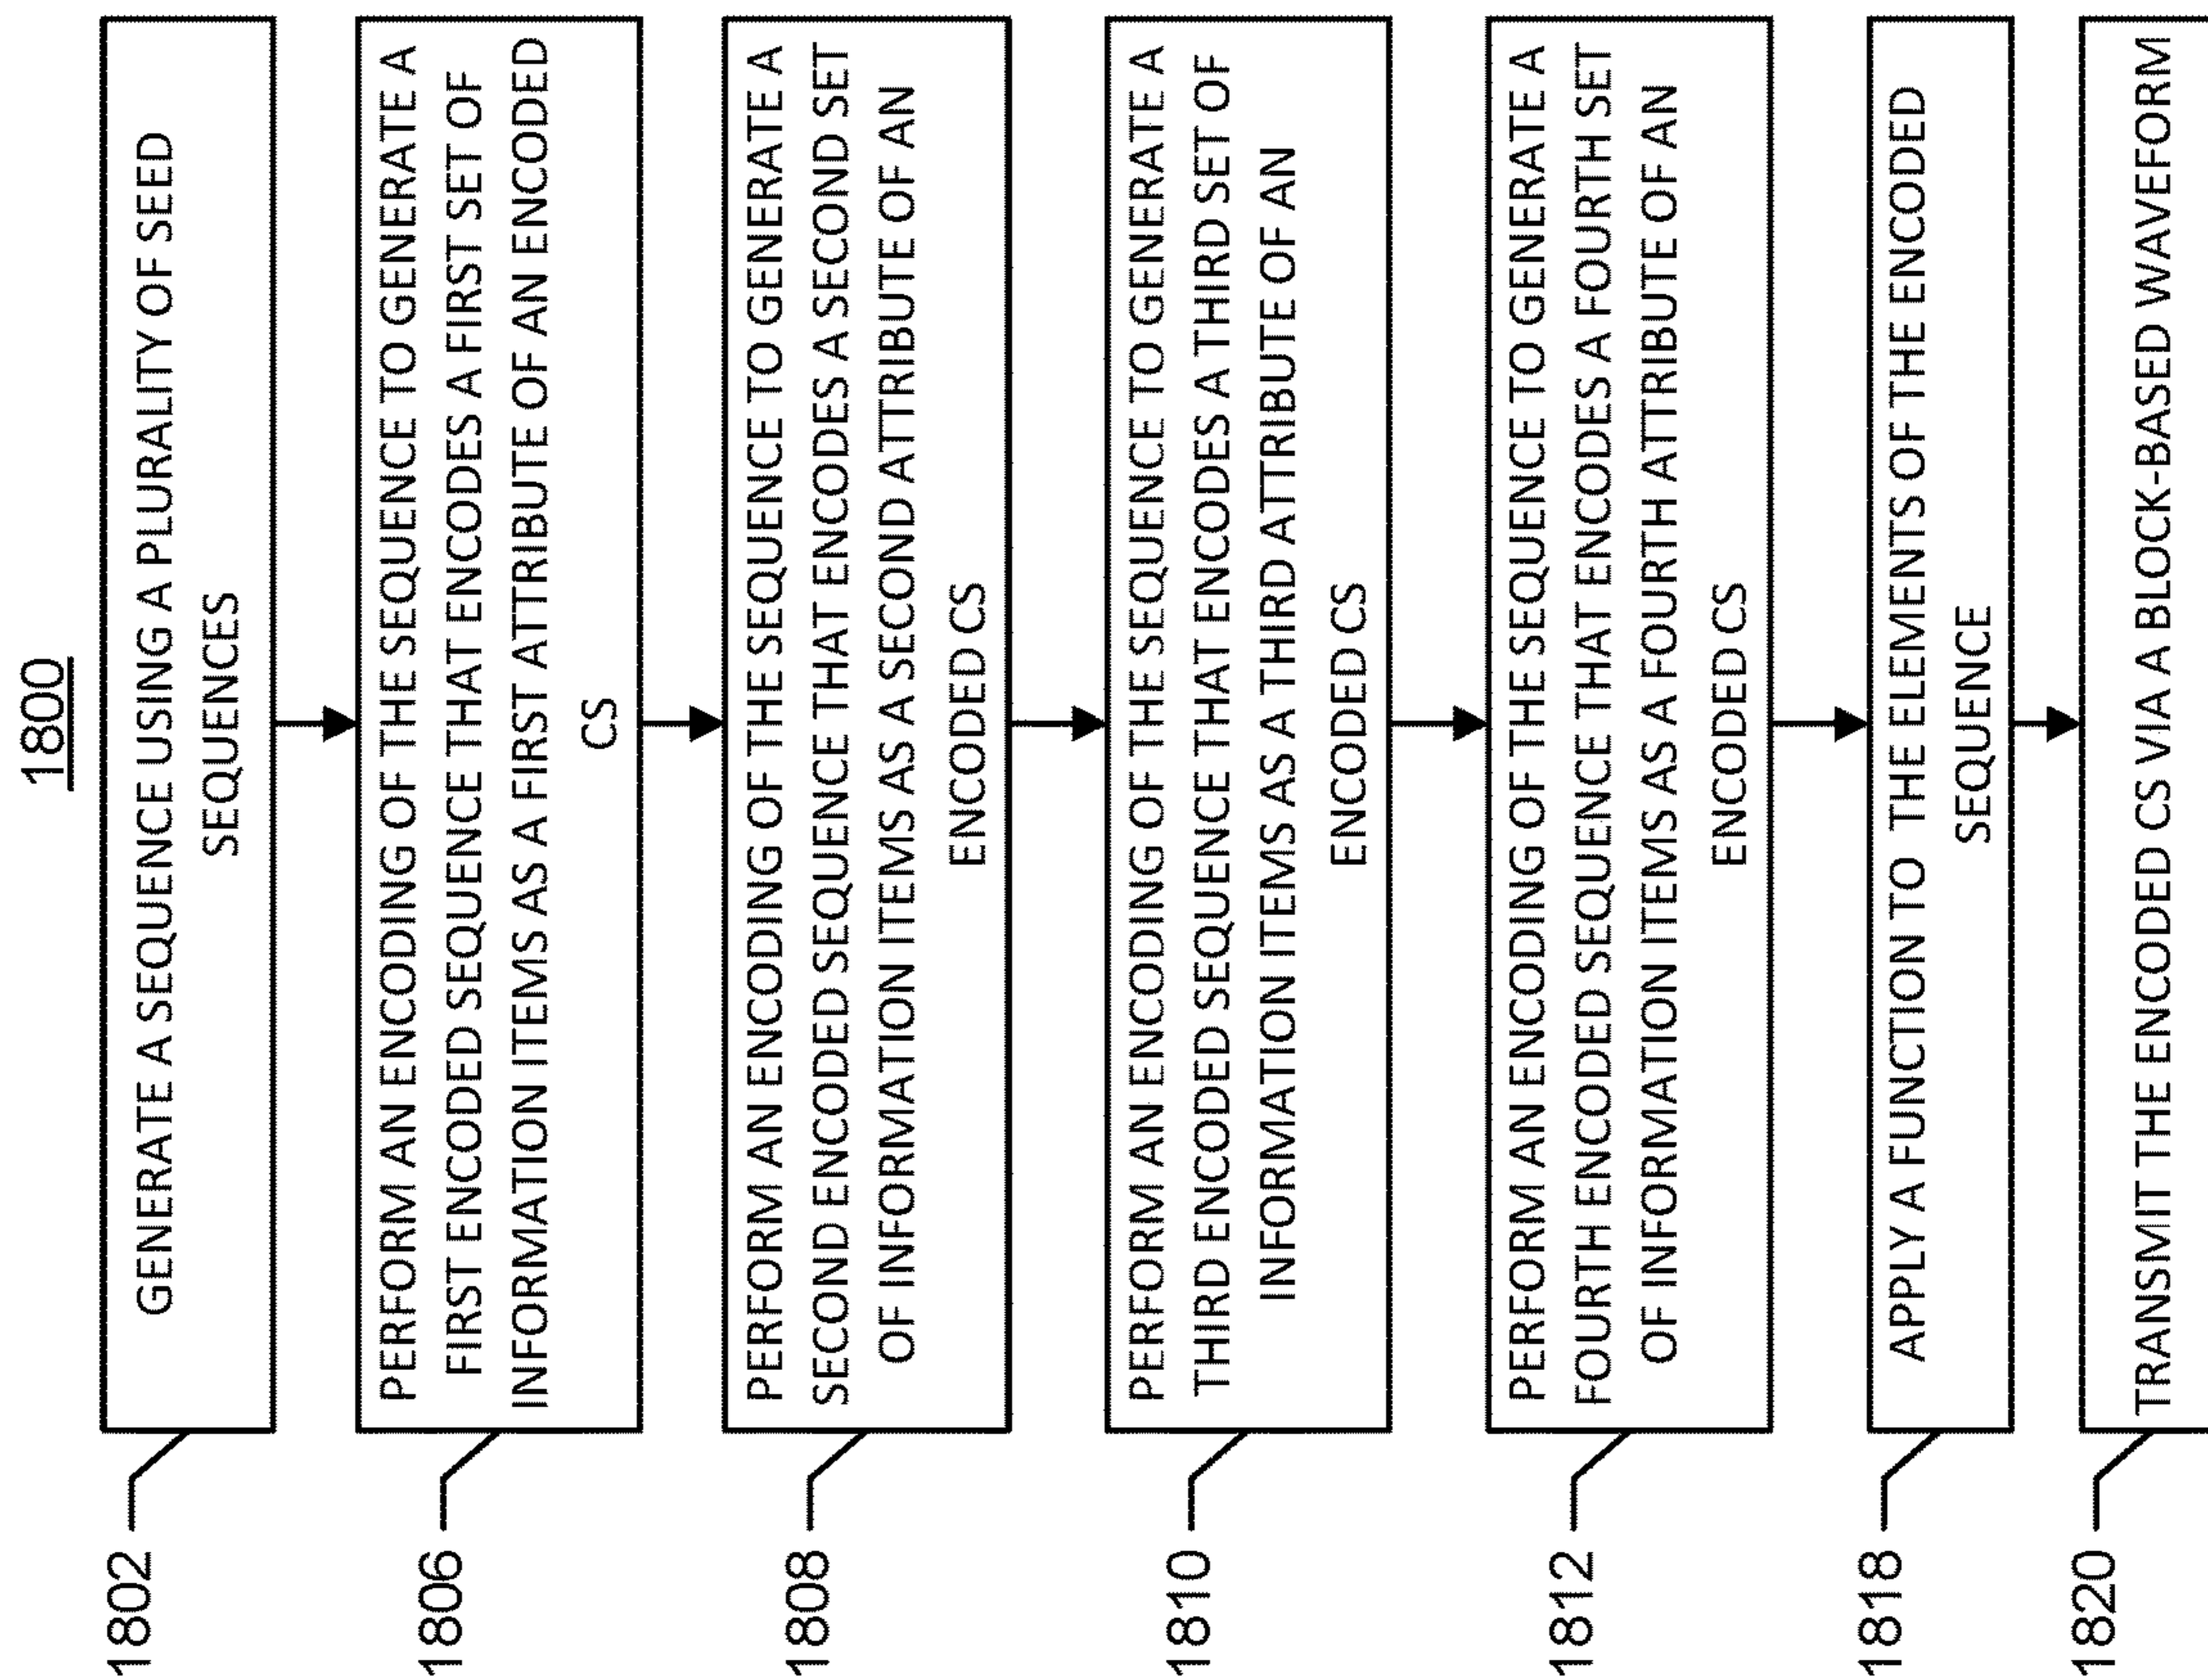 1800
1802
GENERATE A SEQUENCE USING A PLURALITY OF SEED
SEQUENCES
1806
PERFORM AN ENCODING OF THE SEQUENCE TO GENERATE A
FIRST ENCODED SEQUENCE THAT ENCODES A FIRST SET OF
INFORMATION ITEMS AS A FIRST ATTRIBUTE OF AN ENCODED
CS
1808
PERFORM AN ENCODING OF THE SEQUENCE TO GENERATE A
SECOND ENCODED SEQUENCE THAT ENCODES A SECOND SET
OF INFORMATION ITEMS AS A SECOND ATTRIBUTE OF AN
ENCODED CS
1810
PERFORM AN ENCODING OF THE SEQUENCE TO GENERATE A
THIRD ENCODED SEQUENCE THAT ENCODES A THIRD SET OF
INFORMATION ITEMS AS A THIRD ATTRIBUTE OF AN
ENCODED CS
1812
PERFORM AN ENCODING OF THE SEQUENCE TO GENERATE A
FOURTH ENCODED SEQUENCE THAT ENCODES A FOURTH SET
OF INFORMATION ITEMS AS A FOURTH ATTRIBUTE OF AN
ENCODED CS
1818
APPLY A FUNCTION TO THE ELEMENTS OF THE ENCODED
SEQUENCE
1820
TRANSMIT THE ENCODED CS VIA A BLOCK-BASED WAVEFORM